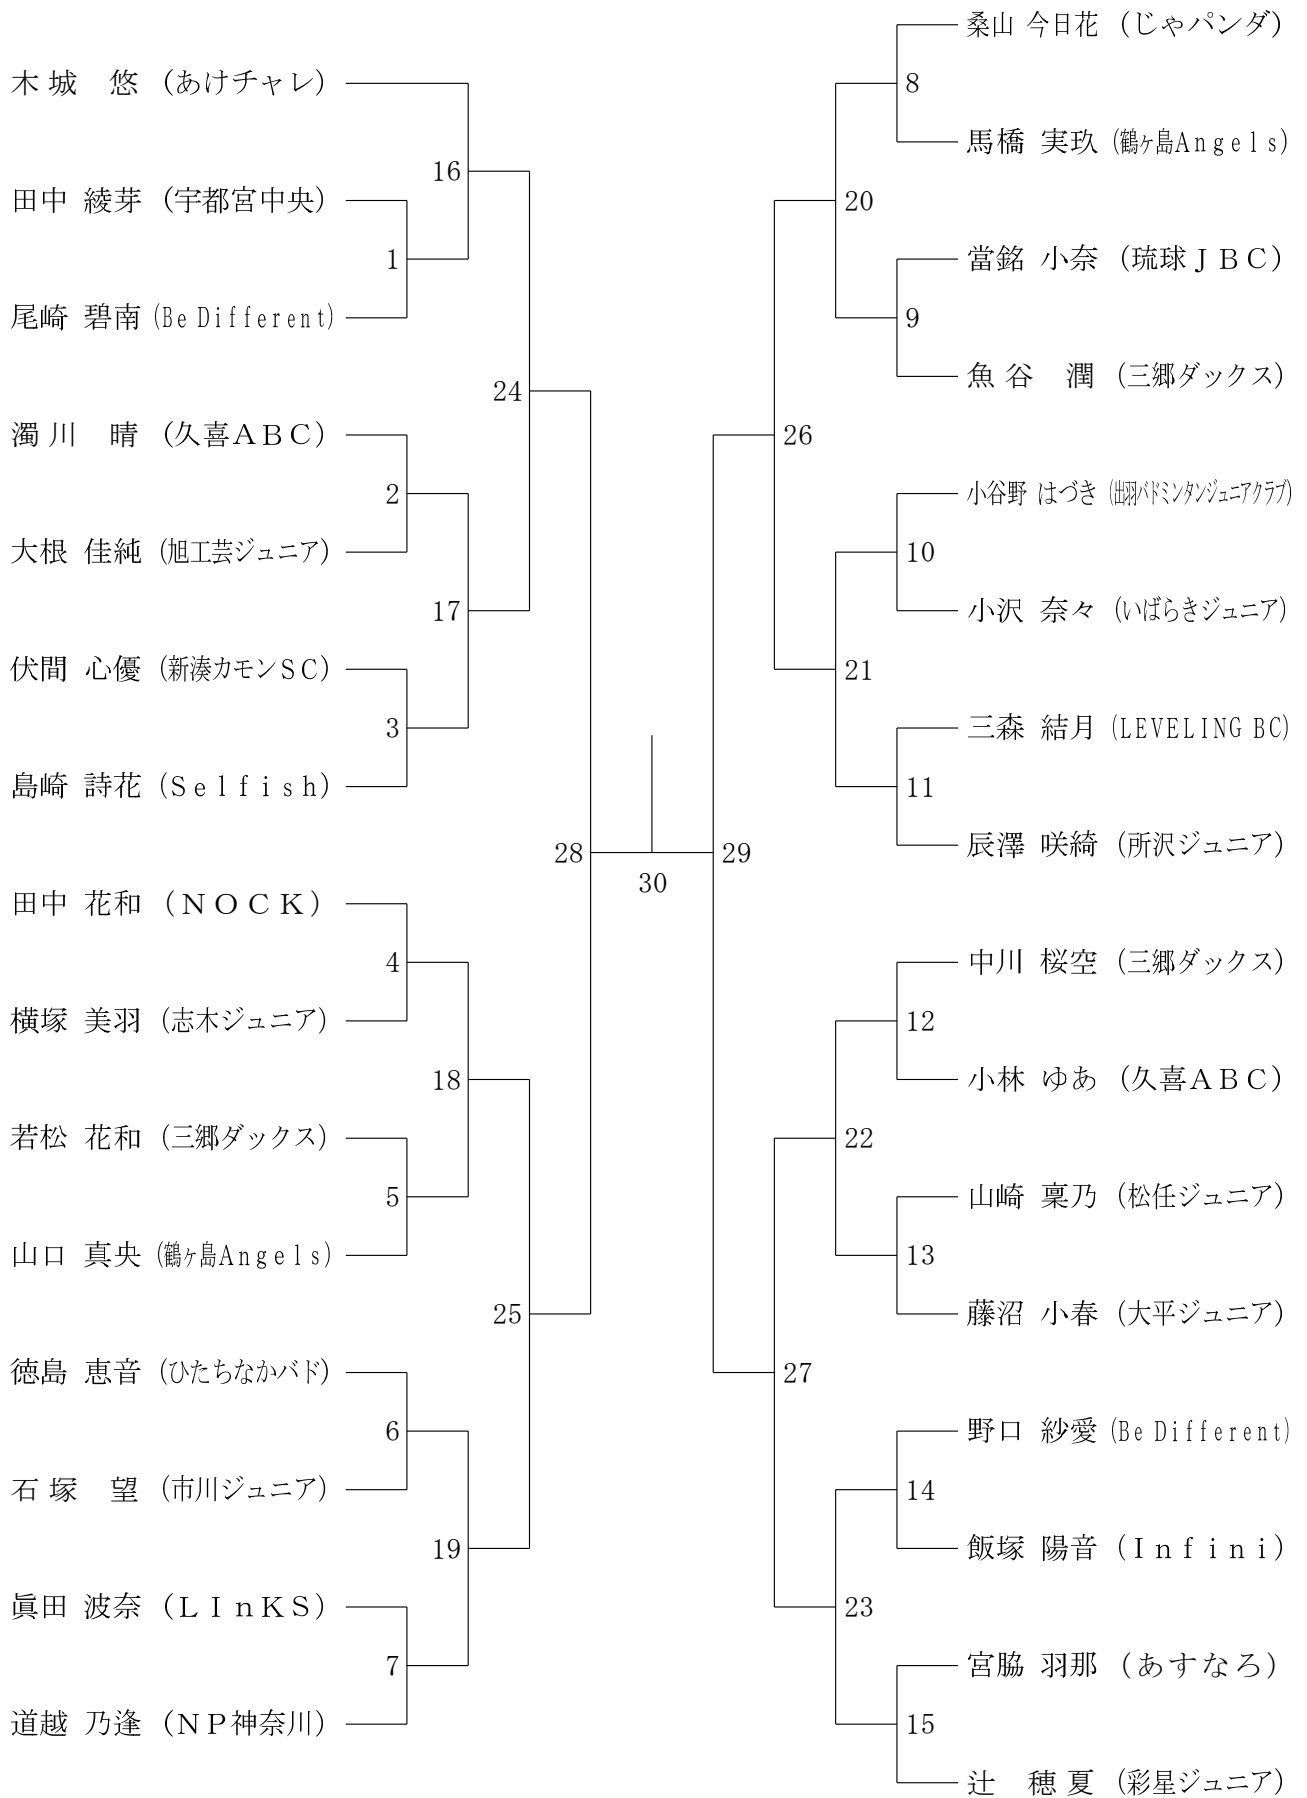 木 城　悠 （あけチャレ）
16
田中 綾芽 （宇都宮中央）
1
尾崎 碧南 （Be Different）
24
濁 川　晴 （久喜ＡＢＣ）
2
大根 佳純 （旭工芸ジュニア）
17
伏間 心優 （新湊カモンＳＣ）
3
島崎 詩花 （Ｓｅｌｆｉｓｈ）
28
田中 花和 （ＮＯＣＫ）
4
横塚 美羽 （志木ジュニア）
18
若松 花和 （三郷ダックス）
5
山口 真央 （鶴ヶ島Ａｎｇｅｌｓ）
25
徳島 恵音 （ひたちなかバド）
6
石 塚　望 （市川ジュニア）
19
眞田 波奈 （ＬＩｎＫＳ）
7
道越 乃逢 （ＮＰ神奈川）
30
桑山 今日花 （じゃパンダ）
8
馬橋 実玖 （鶴ヶ島Ａｎｇｅｌｓ）
20
當銘 小奈 （琉球ＪＢＣ）
9
魚 谷　潤 （三郷ダックス）
26
小谷野 はづき （出羽バドミンタンジュニアクラブ）
10
小沢 奈々 （いばらきジュニア）
21
三森 結月 （LEVELING BC）
11
辰澤 咲綺 （所沢ジュニア）
29
中川 桜空 （三郷ダックス）
12
小林 ゆあ （久喜ＡＢＣ）
22
山崎 稟乃 （松任ジュニア）
13
藤沼 小春 （大平ジュニア）
27
野口 紗愛 （Be Different）
14
飯塚 陽音 （Ｉｎｆｉｎｉ）
23
宮脇 羽那 （あすなろ）
15
辻　穂 夏 （彩星ジュニア）